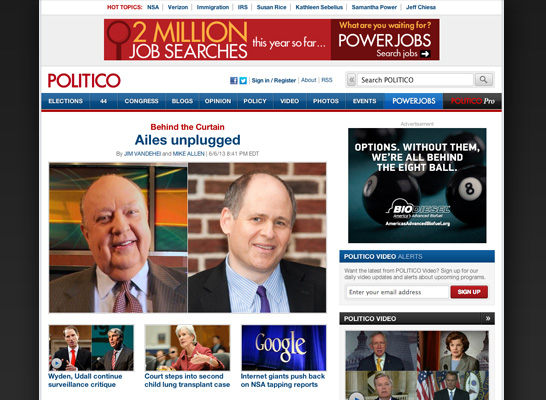 HOT TOPICS: NSA Verizon Immigration IRS Susan Rice Kathleen Sebelius Samantha Power Jeff Chiesa
2 MILLION
JOB SEARCHES
this year so far...
What are you waiting for?
POWERJOBS
Search jobs
POLITICO
Sign in / Register About RSS
Search POLITICO
ELECTIONS 44 CONGRESS BLOGS OPINION POLICY VIDEO PHOTOS EVENTS POWERJOBS POLITICO Pro
Behind the Curtain
Ailes unplugged
By JIM VANDEHEI and MIKE ALLEN | 6/6/13 8:41 PM EDT
Wyden, Udall continue
surveillance critique
Court steps into second
child lung transplant case
Google
Internet giants push back
on NSA tapping reports
Advertisement
OPTIONS. WITHOUT THEM,
WE'RE ALL BEHIND
THE EIGHT BALL.
8
BIODIESEL
America's Advanced Biofuel
AmericasAdvancedBiofuel.org
POLITICO VIDEO ALERTS
Want the latest from POLITICO Video? Sign up for our
daily video updates and alerts about upcoming programs.
Enter your email address
SIGN UP
POLITICO VIDEO »